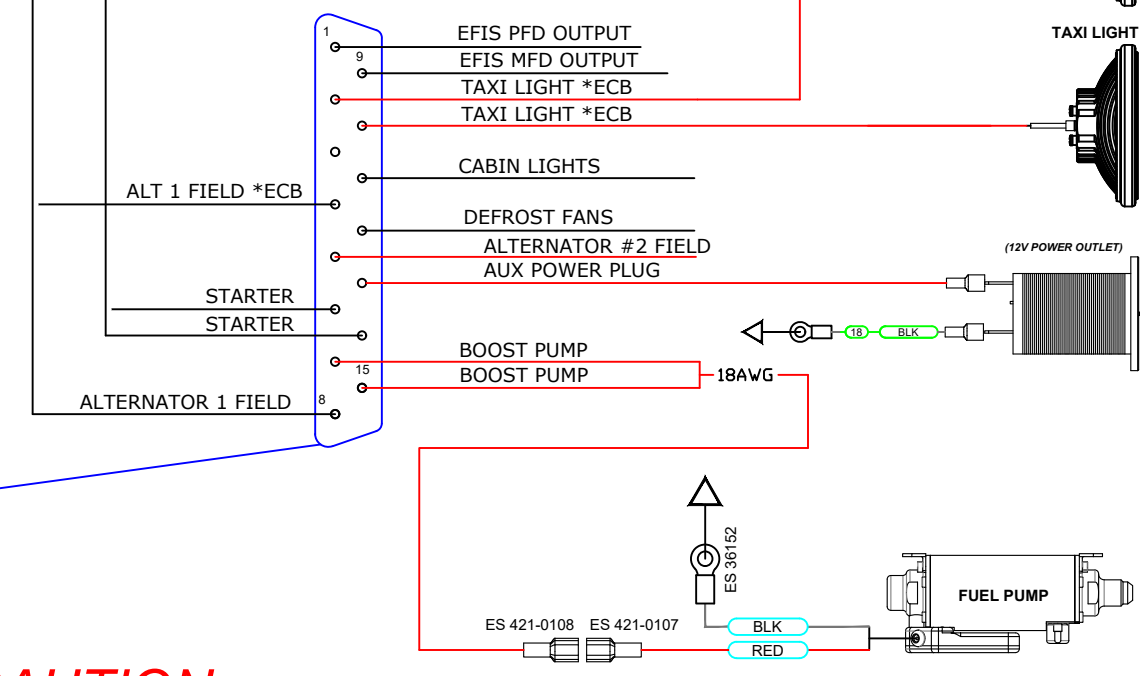 1
EFIS PFD OUTPUT
TAXI LIGHT
9
EFIS MFD OUTPUT
TAXI LIGHT *ECB
TAXI LIGHT *ECB
CABIN LIGHTS
ALT 1 FIELD *ECB
DEFROST FANS
ALTERNATOR #2 FIELD
(12V POWER OUTLET)
AUX POWER PLUG
STARTER
STARTER
18
BLK
BOOST PUMP
15
BOOST PUMP
18AWG
ALTERNATOR 1 FIELD
8
ES 36152
FUEL PUMP
ES 421-0108
ES 421-0107
BLK
RED